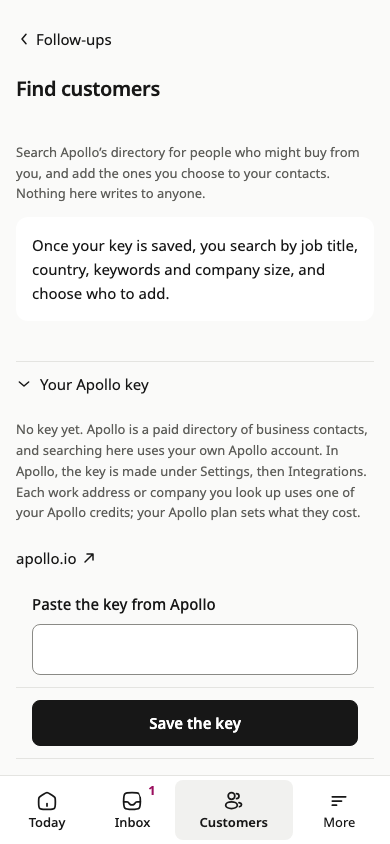 Follow-ups
Find customers
Search Apollo’s directory for people who might buy from
you, and add the ones you choose to your contacts.
Nothing here writes to anyone.
Once your key is saved, you search by job title,
country, keywords and company size, and
choose who to add.
Your Apollo key
No key yet. Apollo is a paid directory of business contacts,
and searching here uses your own Apollo account. In
Apollo, the key is made under Settings, then Integrations.
Each work address or company you look up uses one of
your Apollo credits; your Apollo plan sets what they cost.
apollo.io
Paste the key from Apollo
Save the key
1
Today
Inbox
Customers
More